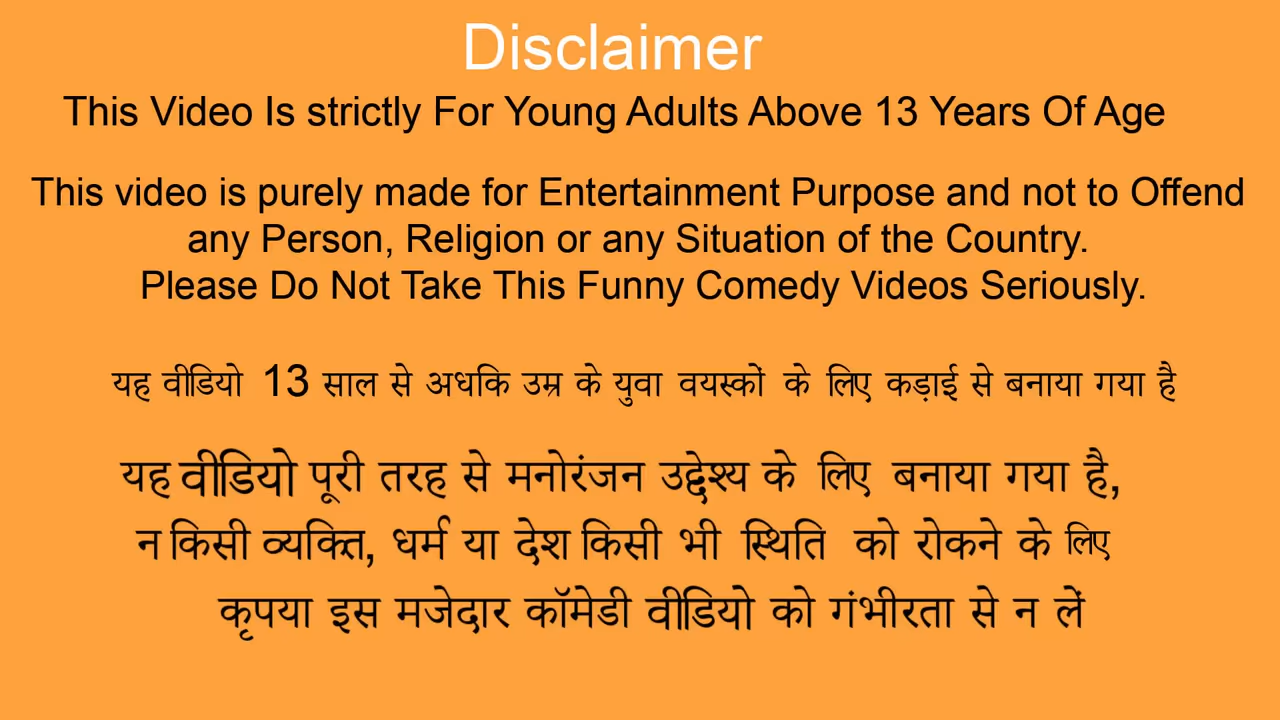 Disclaimer
This Video Is strictly For Young Adults Above 13 Years Of Age
This video is purely made for Entertainment Purpose and not to Offend
any Person, Religion or any Situation of the Country.
Please Do Not Take This Funny Comedy Videos Seriously.
यह वीडियो 13 साल से अधकि उम्र के युवा वयस्कों के लिए कड़ाई से बनाया गया है
यह वीडियो पूरी तरह से मनोरंजन उद्देश्य के लिए बनाया गया है,
न किसी व्यक्ति, धर्म या देश किसी भी स्थिति को रोकने के लिए
कृपया इस मजेदार कॉमेडी वीडियो को गंभीरता से न लें